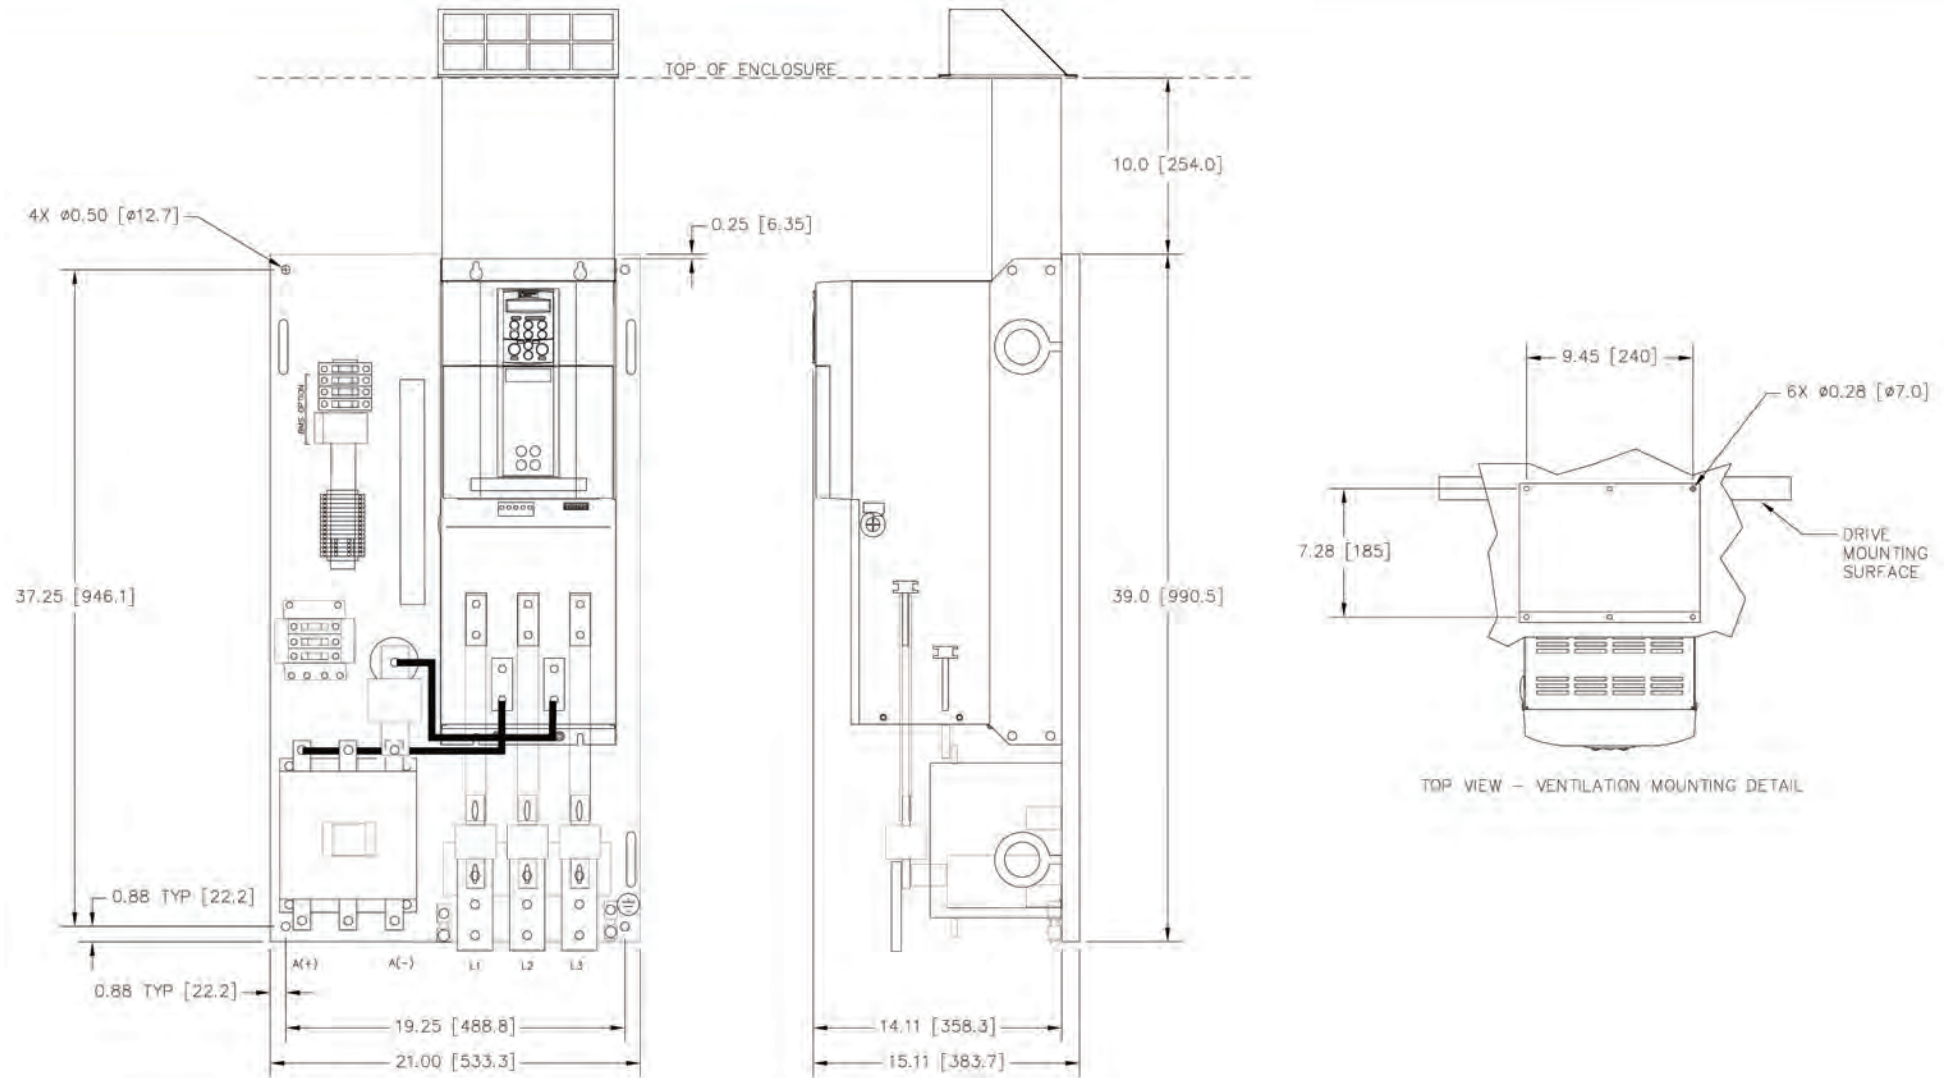 TOP OF ENCLOSURE
10.0 [254.0]
4X ø0.50 [ø12.7]
0.25 [6.35]
9.45 [240]
6X ø0.28 [ø7.0]
BMS OPTION
DRIVE
MOUNTING
SURFACE
7.28 [185]
37.25 [946.1]
39.0 [990.5]
TOP VIEW - VENTILATION MOUNTING DETAIL
0.88 TYP [22.2]
A(+)
A(-)
L1
L2
L3
0.88 TYP [22.2]
19.25 [488.8]
14.11 [358.3]
21.00 [533.3]
15.11 [383.7]